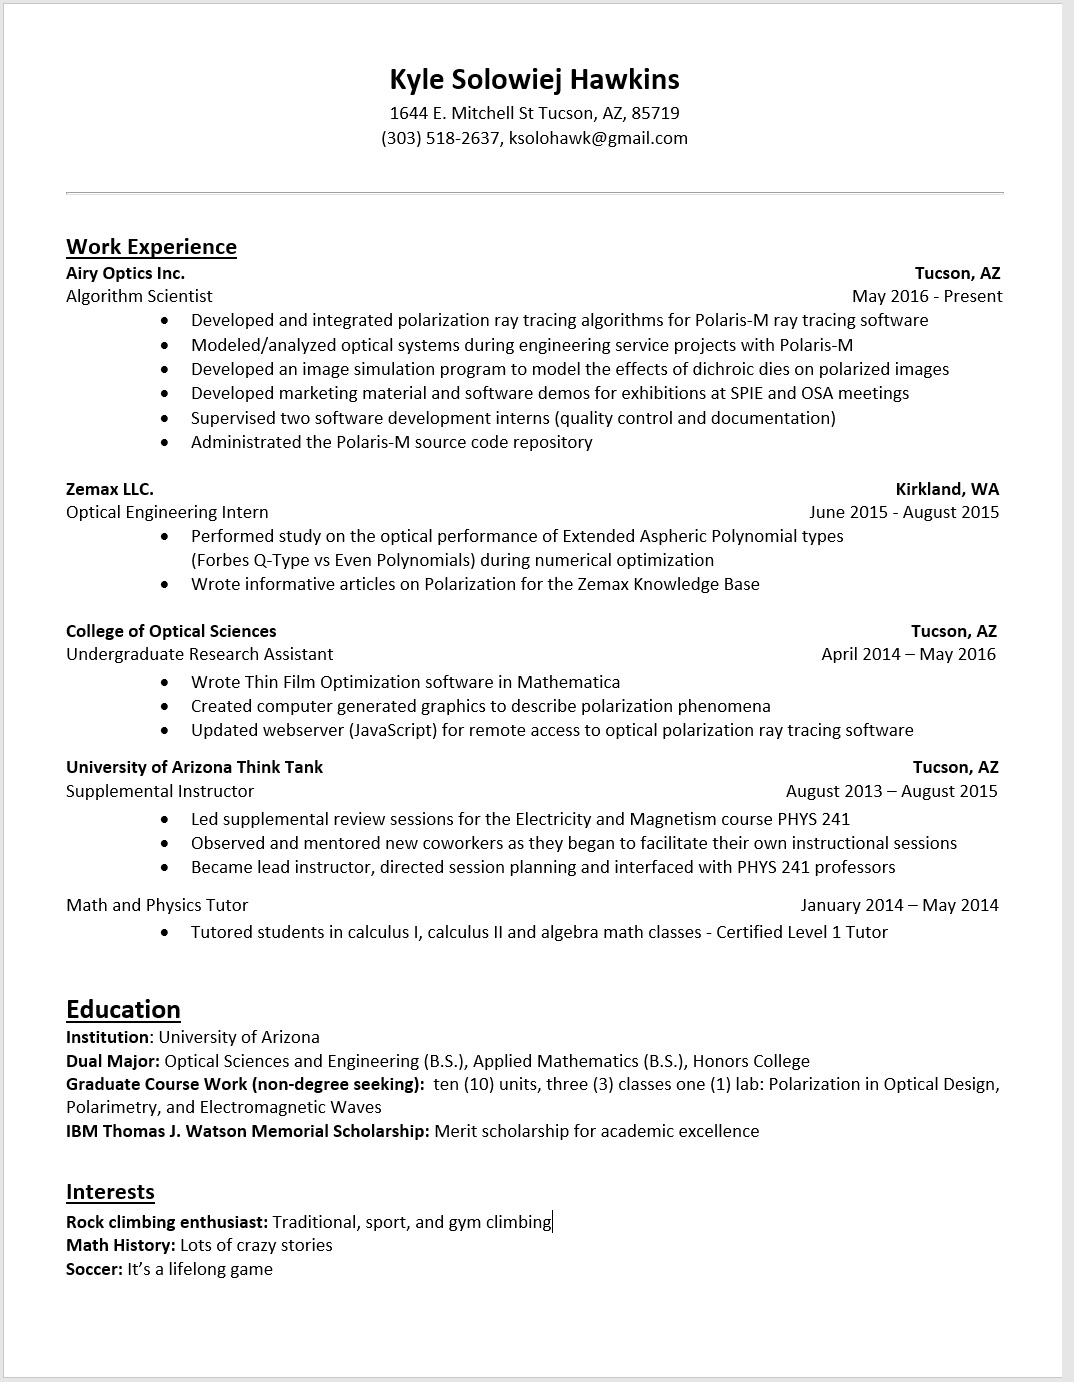 Kyle Solowiej Hawkins
1644 E. Mitchell St Tucson, AZ, 85719
(303) 518-2637, ksolohawk@gmail.com
Work Experience
Airy Optics Inc. Tucson, AZ
Algorithm Scientist May 2016 - Present
• Developed and integrated polarization ray tracing algorithms for Polaris-M ray tracing software
• Modeled/analyzed optical systems during engineering service projects with Polaris-M
• Developed an image simulation program to model the effects of dichroic dies on polarized images
• Developed marketing material and software demos for exhibitions at SPIE and OSA meetings
• Supervised two software development interns (quality control and documentation)
• Administrated the Polaris-M source code repository
Zemax LLC. Kirkland, WA
Optical Engineering Intern June 2015 - August 2015
• Performed study on the optical performance of Extended Aspheric Polynomial types
(Forbes Q-Type vs Even Polynomials) during numerical optimization
• Wrote informative articles on Polarization for the Zemax Knowledge Base
College of Optical Sciences Tucson, AZ
Undergraduate Research Assistant April 2014 – May 2016
• Wrote Thin Film Optimization software in Mathematica
• Created computer generated graphics to describe polarization phenomena
• Updated webserver (JavaScript) for remote access to optical polarization ray tracing software
University of Arizona Think Tank Tucson, AZ
Supplemental Instructor August 2013 – August 2015
• Led supplemental review sessions for the Electricity and Magnetism course PHYS 241
• Observed and mentored new coworkers as they began to facilitate their own instructional sessions
• Became lead instructor, directed session planning and interfaced with PHYS 241 professors
Math and Physics Tutor January 2014 – May 2014
• Tutored students in calculus I, calculus II and algebra math classes - Certified Level 1 Tutor
Education
Institution: University of Arizona
Dual Major: Optical Sciences and Engineering (B.S.), Applied Mathematics (B.S.), Honors College
Graduate Course Work (non-degree seeking): ten (10) units, three (3) classes one (1) lab: Polarization in Optical Design,
Polarimetry, and Electromagnetic Waves
IBM Thomas J. Watson Memorial Scholarship: Merit scholarship for academic excellence
Interests
Rock climbing enthusiast: Traditional, sport, and gym climbing
Math History: Lots of crazy stories
Soccer: It’s a lifelong game